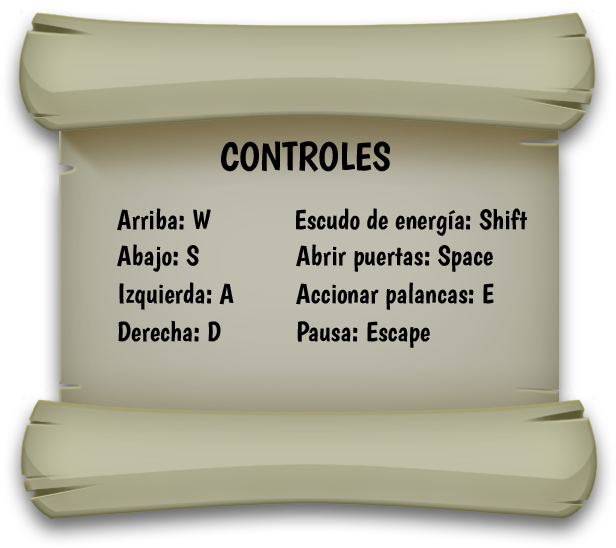 CONTROLES
Arriba: W
Abajo: S
Izquierda: A
Derecha: D
Escudo de energía: Shift
Abrir puertas: Space
Accionar palancas: E
Pausa: Escape